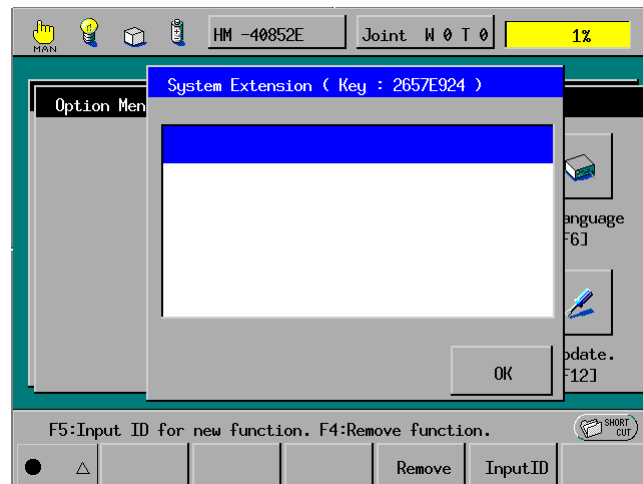 MAN
HM -40852E
Joint W 0 T 0
1%
System Extension ( Key : 2657E924 )
Option Men
anguage
F6]
pdate.
F12]
OK
F5:Input ID for new function. F4:Remove function.
SHORT
CUT
Remove
InputID